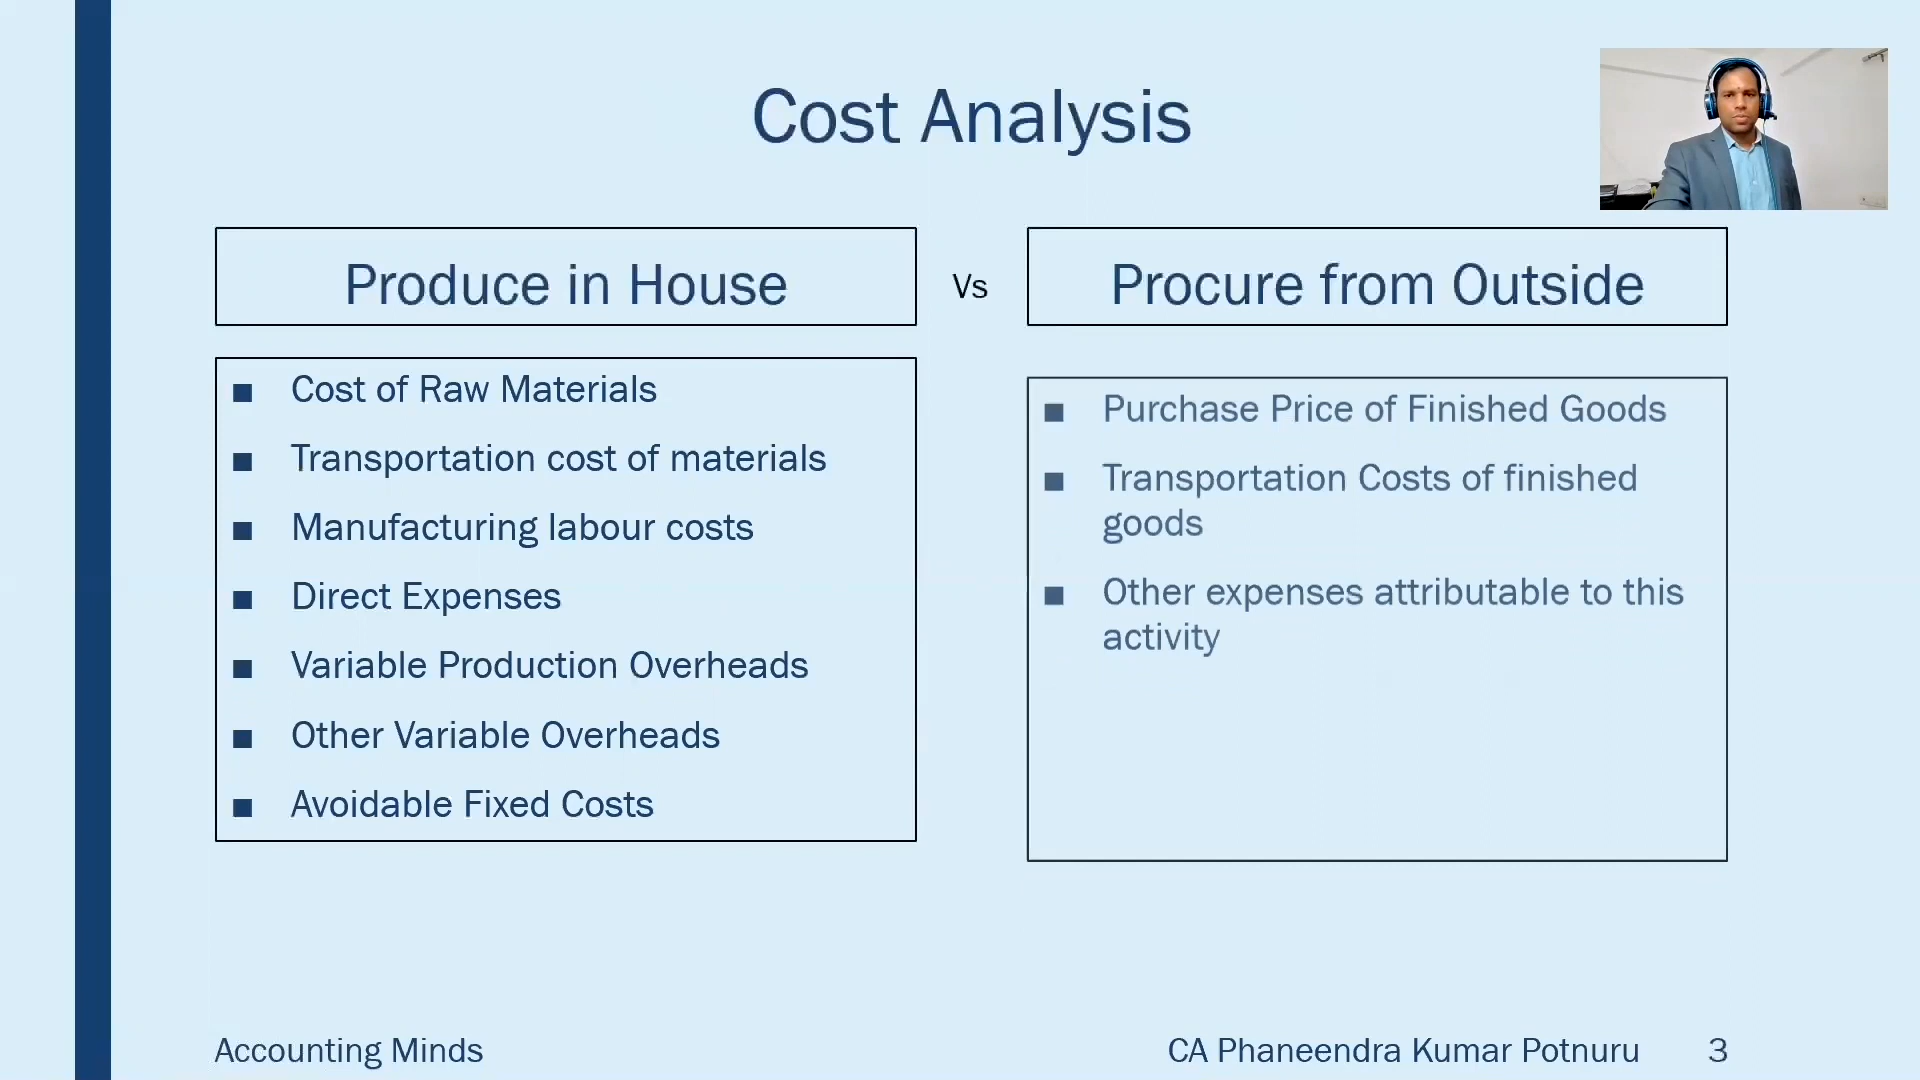 Cost Analysis
Produce in House
Vs
Procure from Outside
■ Cost of Raw Materials
■ Transportation cost of materials
■ Manufacturing labour costs
■ Direct Expenses
■ Variable Production Overheads
■ Other Variable Overheads
■ Avoidable Fixed Costs
■ Purchase Price of Finished Goods
■ Transportation Costs of finished
goods
■ Other expenses attributable to this
activity
Accounting Minds
CA Phaneendra Kumar Potnuru
3